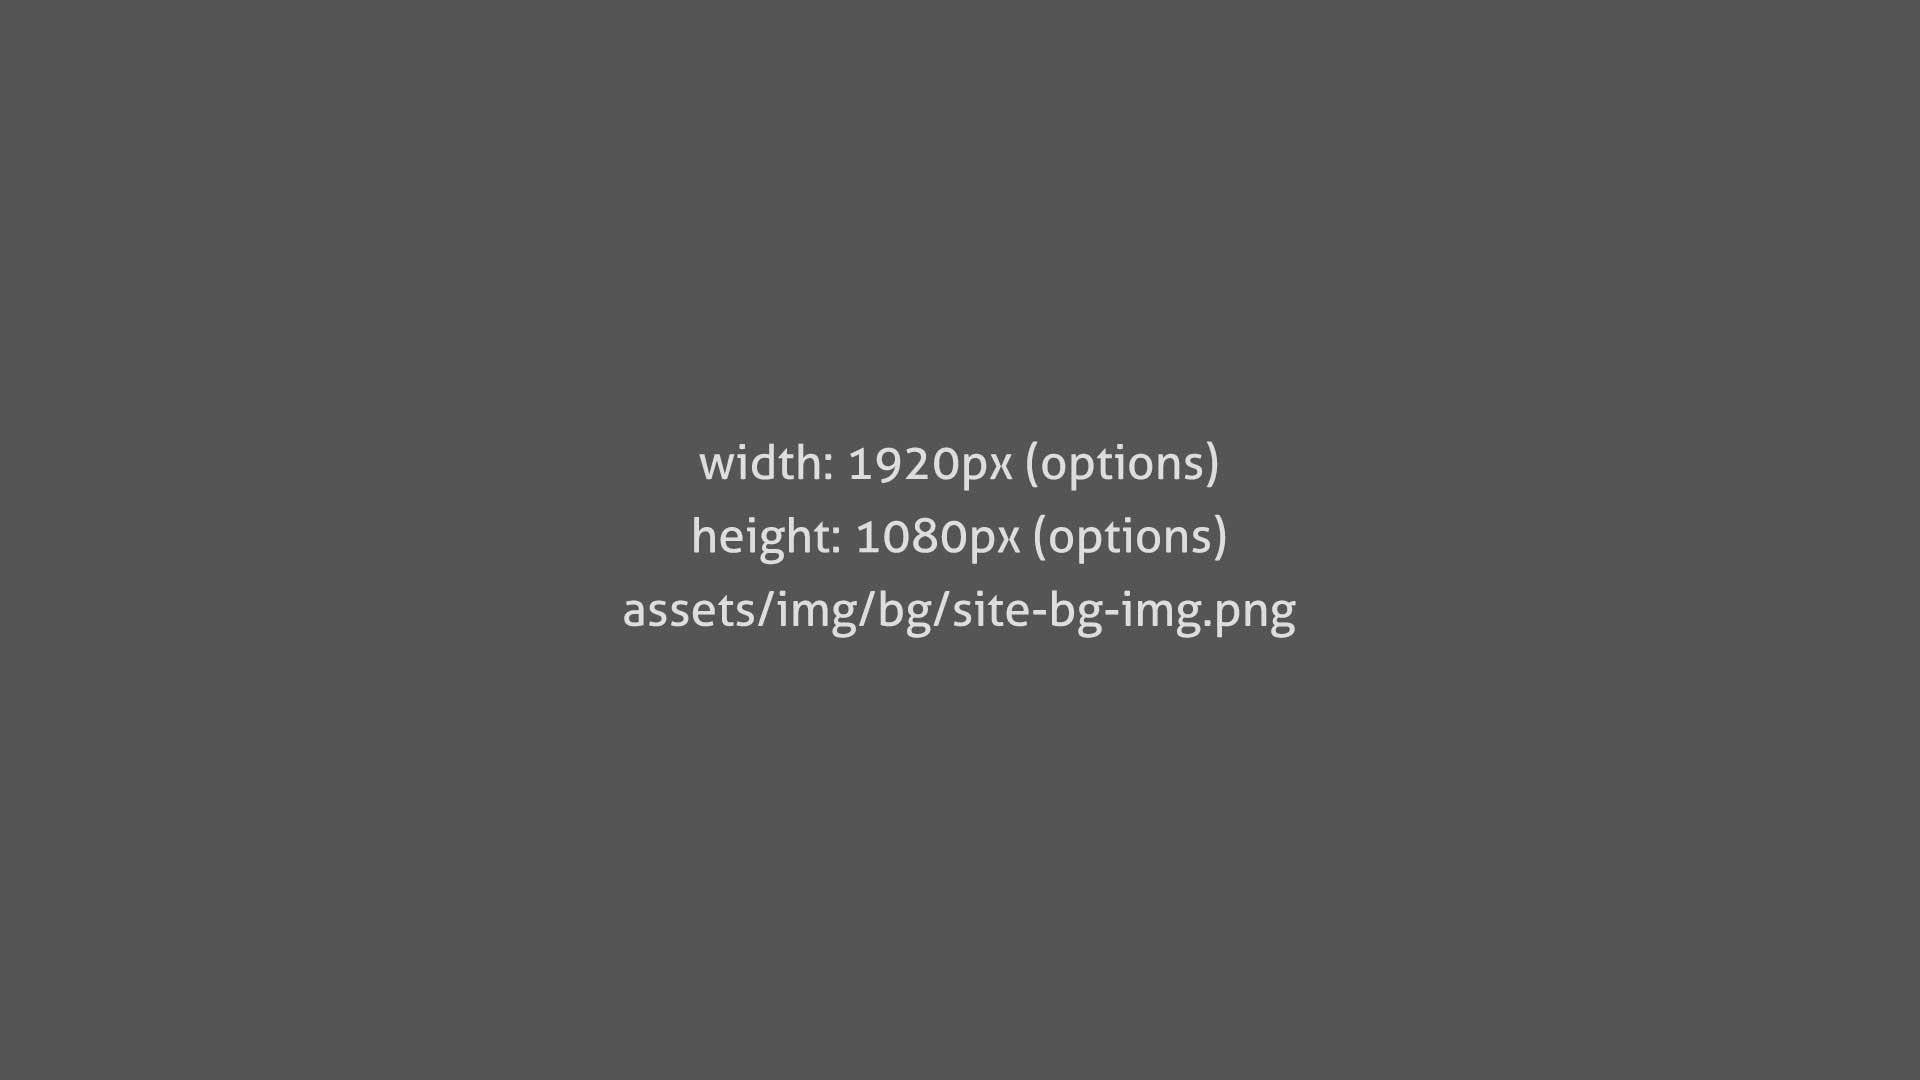 width: 1920px (options)
height: 1080px (options)
assets/img/bg/site-bg-img.png